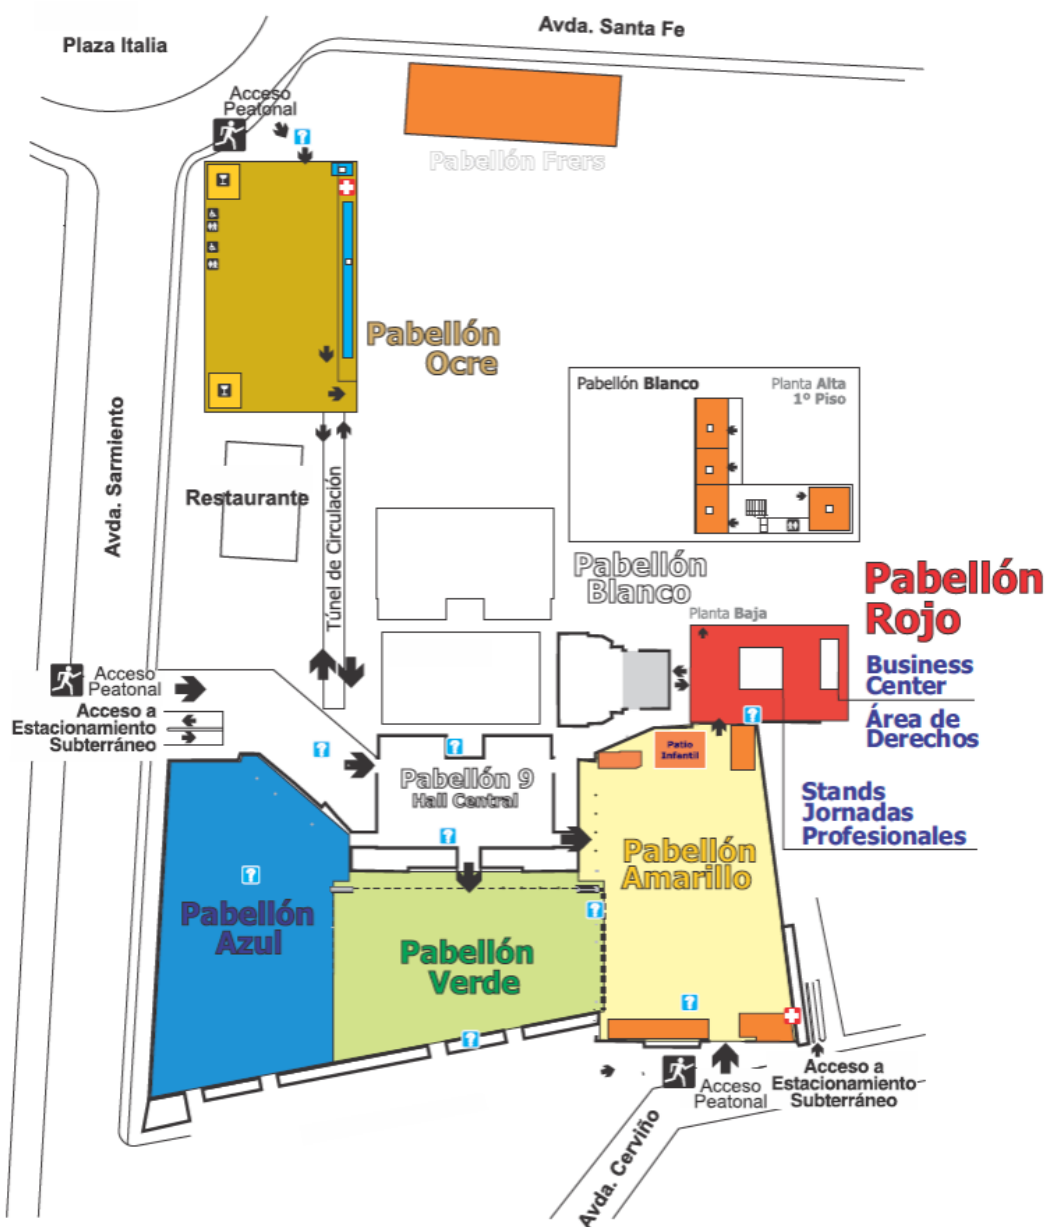 Avda. Santa Fe
Plaza Italia
Acceso
Peatonal
Pabellón Frers
Pabellón
Ocre
Pabellón Blanco
Planta Alta
1º Piso
Avda. Sarmiento
Restaurante
Túnel de Circulación
Pabellón
Blanco
Pabellón
Rojo
Planta Baja
Business
Center
Área de
Derechos
Acceso
Peatonal
Acceso a
Estacionamiento
Subterráneo
Patio
Infantil
Pabellón 9
Hall Central
Stands
Jornadas
Profesionales
Pabellón
Amarillo
Pabellón
Azul
Pabellón
Verde
Acceso
Peatonal
Acceso a
Estacionamiento
Subterráneo
Avda. Cerviño